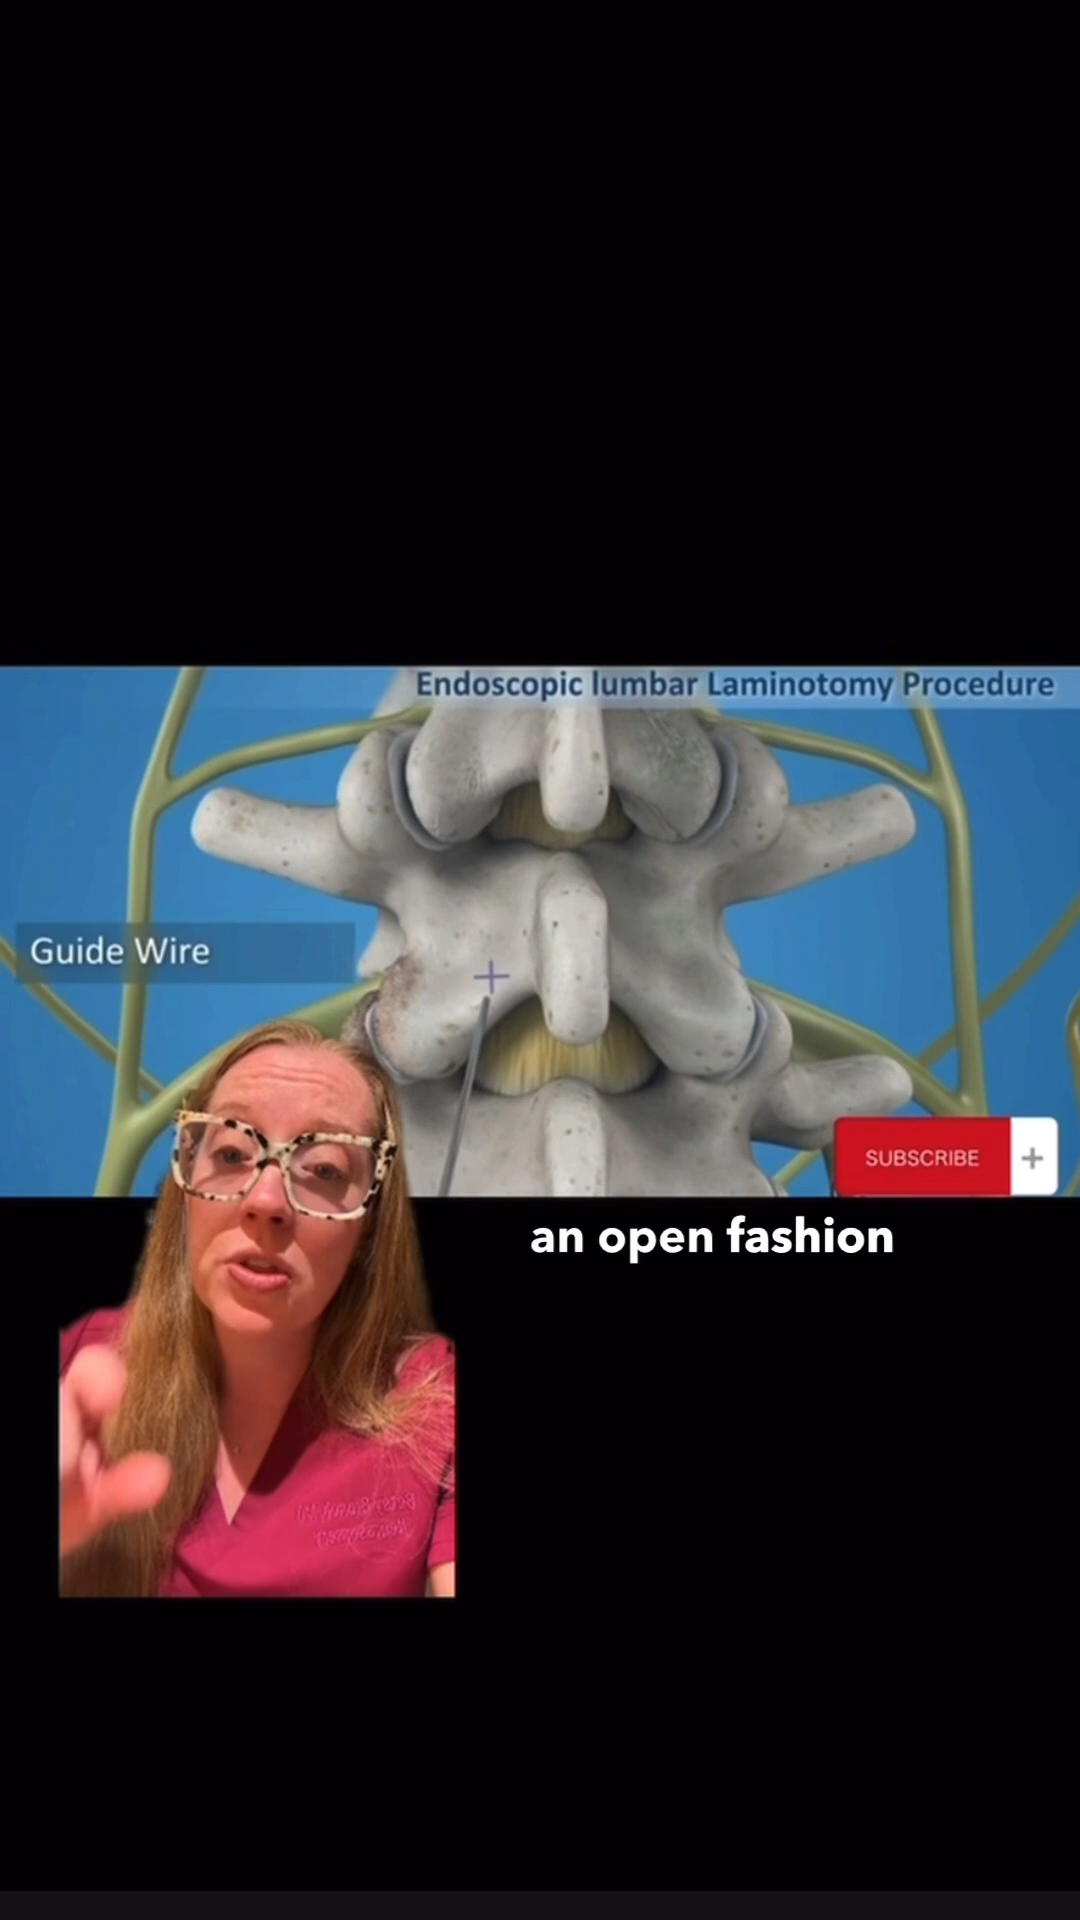 Endoscopic lumbar Laminotomy Procedure
Guide Wire
SUBSCRIBE +
an open fashion